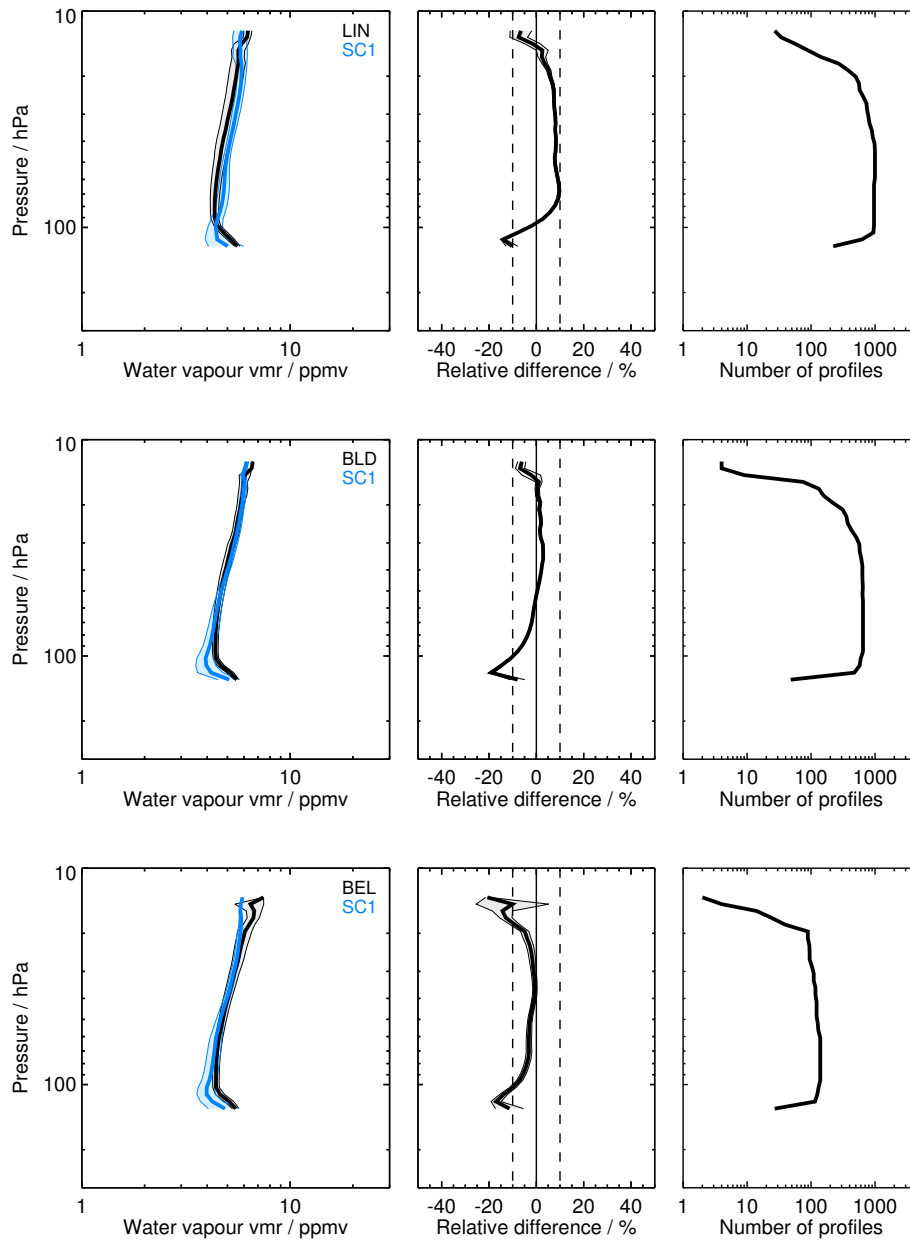 10
100
Pressure / hPa
LIN
SC1
1 10
Water vapour vmr / ppmv
-40 -20 0 20 40
Relative difference / %
1 10 100 1000
Number of profiles
10
100
Pressure / hPa
BLD
SC1
1 10
Water vapour vmr / ppmv
-40 -20 0 20 40
Relative difference / %
1 10 100 1000
Number of profiles
10
100
Pressure / hPa
BEL
SC1
1 10
Water vapour vmr / ppmv
-40 -20 0 20 40
Relative difference / %
1 10 100 1000
Number of profiles